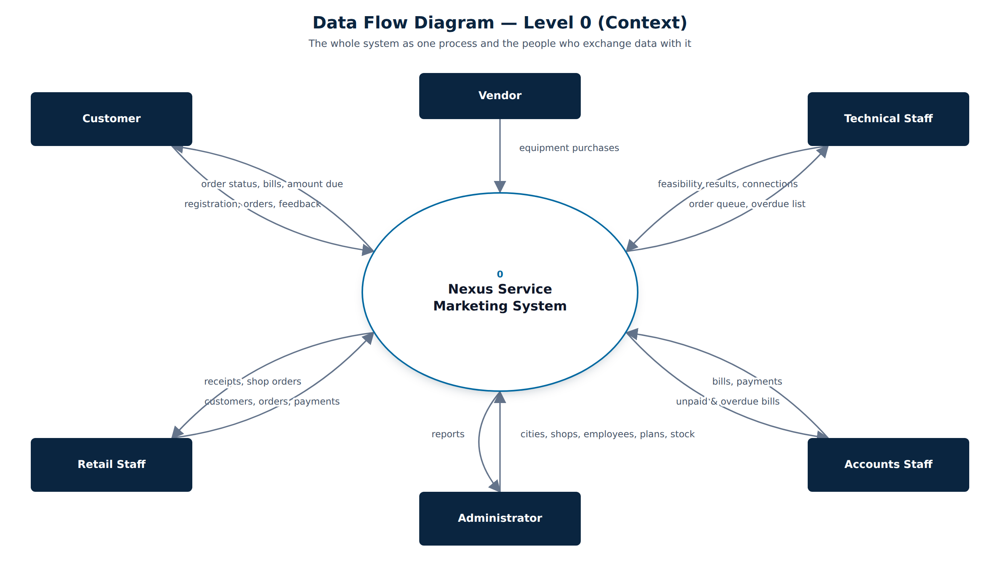 Data Flow Diagram — Level 0 (Context)
The whole system as one process and the people who exchange data with it
Vendor
Customer
Technical Staff
equipment purchases
order status, bills, amount due
feasibility results, connections
registration, orders, feedback
order queue, overdue list
0
Nexus Service
Marketing System
receipts, shop orders
bills, payments
customers, orders, payments
unpaid & overdue bills
reports
cities, shops, employees, plans, stock
Retail Staff
Accounts Staff
Administrator